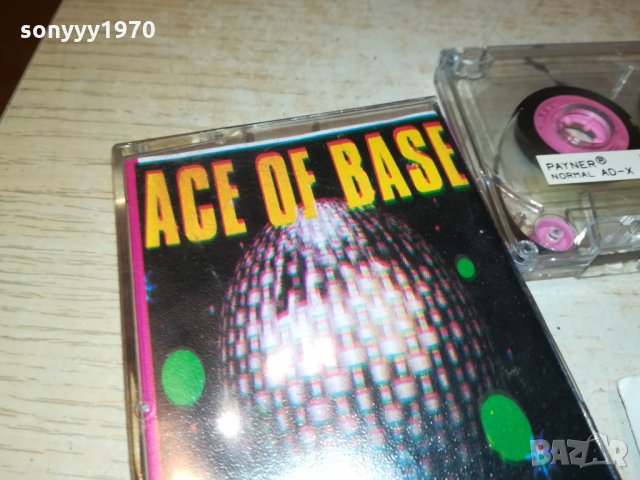 sonyyy1970
ACE OF BASE
PAYNER®
NORMAL AD-X
BAZAR